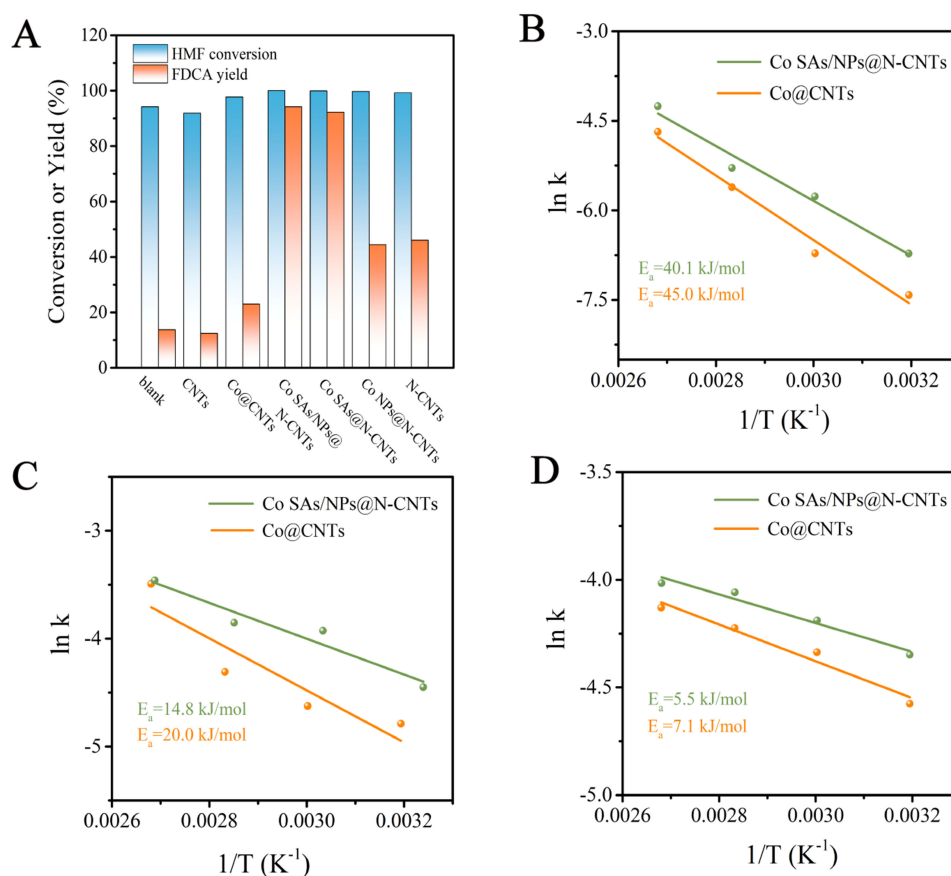 A
120
100
80
60
40
20
0
Conversion or Yield (%)
HMF conversion
FDCA yield
blank
CNTs
Co@CNTs
Co SAs/NPs@
N-CNTs
Co SAs@N-CNTs
Co NPs@N-CNTs
N-CNTs
B
-3.0
-4.5
-6.0
-7.5
ln k
Co SAs/NPs@N-CNTs
Co@CNTs
Ea=40.1 kJ/mol
Ea=45.0 kJ/mol
0.0026 0.0028 0.0030 0.0032
1/T (K-1)
C
-3
-4
-5
ln k
Co SAs/NPs@N-CNTs
Co@CNTs
Ea=14.8 kJ/mol
Ea=20.0 kJ/mol
0.0026 0.0028 0.0030 0.0032
1/T (K-1)
D
-3.5
-4.0
-4.5
-5.0
ln k
Co SAs/NPs@N-CNTs
Co@CNTs
Ea=5.5 kJ/mol
Ea=7.1 kJ/mol
0.0026 0.0028 0.0030 0.0032
1/T (K-1)